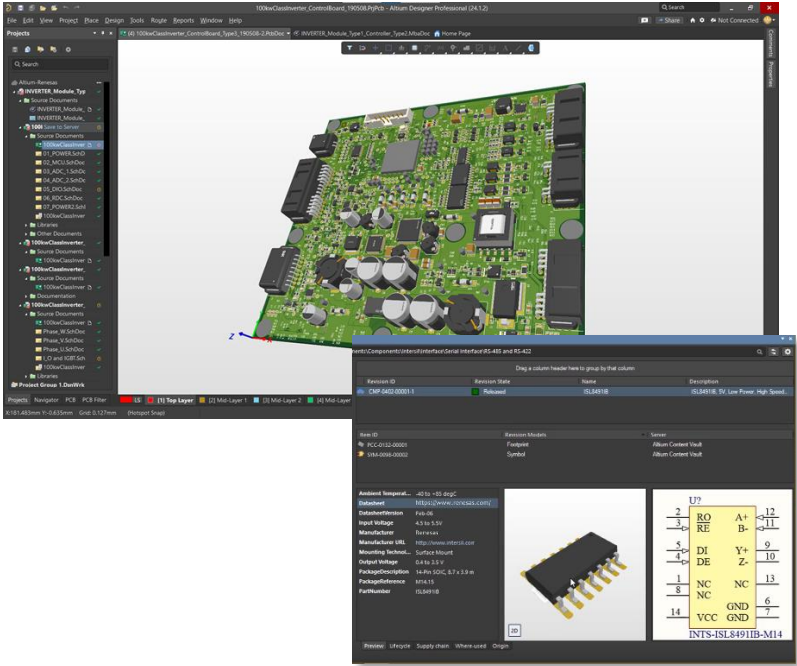 100kwClassInverter_ControlBoard_190508.PrjPcb - Altium Designer Professional (24.1.2)
Search
File Edit View Project Place Design Tools Route Reports Window Help
Share
Not Connected
Projects
[4] 100kwClassInverter_ControlBoard_Type3_190508-2.PcbDoc
INVERTER_Module_Type1_Controller_Type2.MbaDoc
Home Page
Comments
Properties
Search
Altium-Renesas
INVERTER_Module_Typ
Source Documents
INVERTER_Module_
INVERTER_Module_
100l Save to Server
Source Documents
100kwClassInver
01_POWER.SchD
02_MCU.SchDoc
03_ADC_1.SchDc
04_ADC_2.SchDc
05_DIO.SchDoc
06_RDC.SchDoc
07_POWER2.Schl
100kwClassInver
Libraries
Other Documents
100kwClassInverter_
Source Documents
100kwClassInver
100kwClassInverter_
Source Documents
100kwClassInver
Documentation
100kwClassInverter_
Source Documents
100kwClassInver
Phase_W.SchDoc
Phase_V.SchDoc
Phase_U.SchDoc
I_O and IGBT.Sch
100kwClassInver
Libraries
Project Group 1.DsnWrk
Z
Projects Navigator PCB PCB Filter
LS [1] Top Layer [2] Mid-Layer 1 [3] Mid-Layer 2 [4] Mid-Layer
X:181.483mm Y:-0.635mm Grid: 0.127mm (Hotspot Snap)
nents\Components\Intersil\Interface\Serial Interface\RS-485 and RS-422
Drag a column header here to group by that column
Revision ID Revision State Name Description
CMP-0402-00001-1 Released ISL8491IB ISL8491IB, 5V, Low Power, High Speed...
Item ID Revision Models Server
PCC-0132-00001 Footprint Altium Content Vault
SYM-0098-00002 Symbol Altium Content Vault
Ambient Temperat... -40 to +85 degC
Datasheet https://www.renesas.com/
DatasheetVersion Feb-06
Input Voltage 4.5 to 5.5V
Manufacturer Renesas
Manufacturer URL http://www.intersil.con
Mounting Technol... Surface Mount
Output Voltage 0.4 to 3.5 V
PackageDescription 14-Pin SOIC, 8.7 x 3.9 m
PackageReference M14.15
PartNumber ISL8491IB
2D
U?
2 RO A+ 12
3 RE B- 11
5 DI Y+ 9
4 DE Z- 10
1 NC NC 13
8 NC
GND 6
14 VCC GND 7
INTS-ISL8491IB-M14
Preview Lifecycle Supply chain Where-used Origin